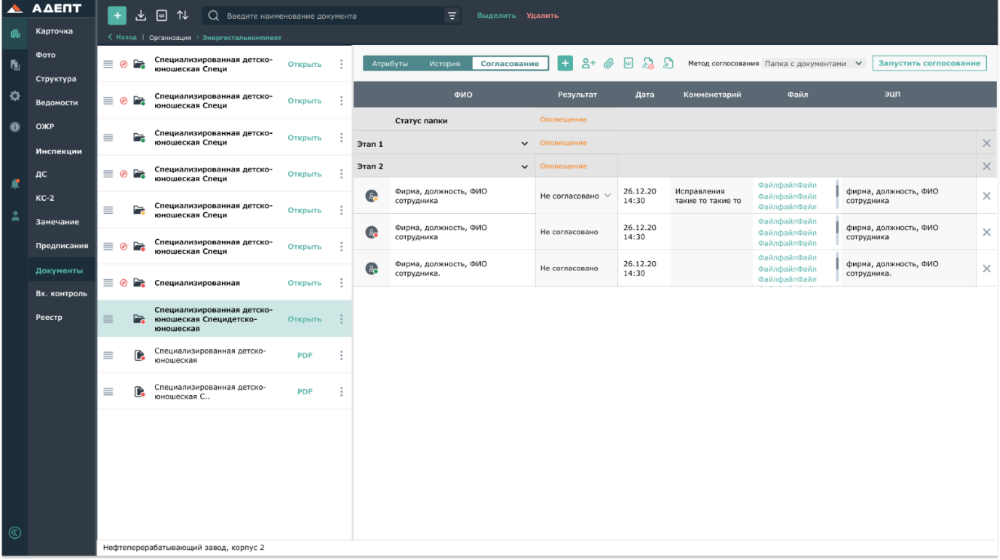 АДЕПТ
Введите наименование документа
Выделить
Удалить
Назад | Организация > Энергосталькомплект
Карточка
Фото
Структура
Ведомости
ОЖР
Инспекции
ДС
КС-2
Замечание
Предписания
Документы
Вх. контроль
Реестр
Специализированная детско-
юношеская Специ
Открыть
Специализированная детско-
юношеская Специ
Открыть
Специализированная детско-
юношеская Специ
Открыть
Специализированная детско-
юношеская Специ
Открыть
Специализированная детско-
юношеская Специ
Открыть
Специализированная детско-
юношеская Специ
Открыть
Специализированная
Открыть
Специализированная детско-
юношеская Специдетско-
юношеская
Открыть
Специализированная детско-
юношеская
PDF
Специализированная детско-
юношеская С..
PDF
Атрибуты
История
Согласование
Метод соглосования
Папка с документами
Запустить соглосование
ФИО
Результат
Дата
Комменетарий
Файл
ЭЦП
Статус папки
Оповещение
Этап 1
Оповещение
Этап 2
Оповещение
Фирма, должность, ФИО
сотрудника
Не согласовано
26.12.20
14:30
Исправления
такие то такие то
ФайлфайлФайл
ФайлфайлФайл
ФайлфайлФайл
фирма, должность, ФИО
сотрудника
Фирма, должность, ФИО
сотрудника
Не согласовано
26.12.20
14:30
ФайлфайлФайл
ФайлфайлФайл
ФайлфайлФайл
фирма, должность, ФИО
сотрудника
Фирма, должность, ФИО
сотрудника.
Не согласовано
26.12.20
14:30
ФайлфайлФайл
ФайлфайлФайл
ФайлфайлФайл
фирма, должность, ФИО
сотрудника.
Нефтеперерабатывающий завод, корпус 2